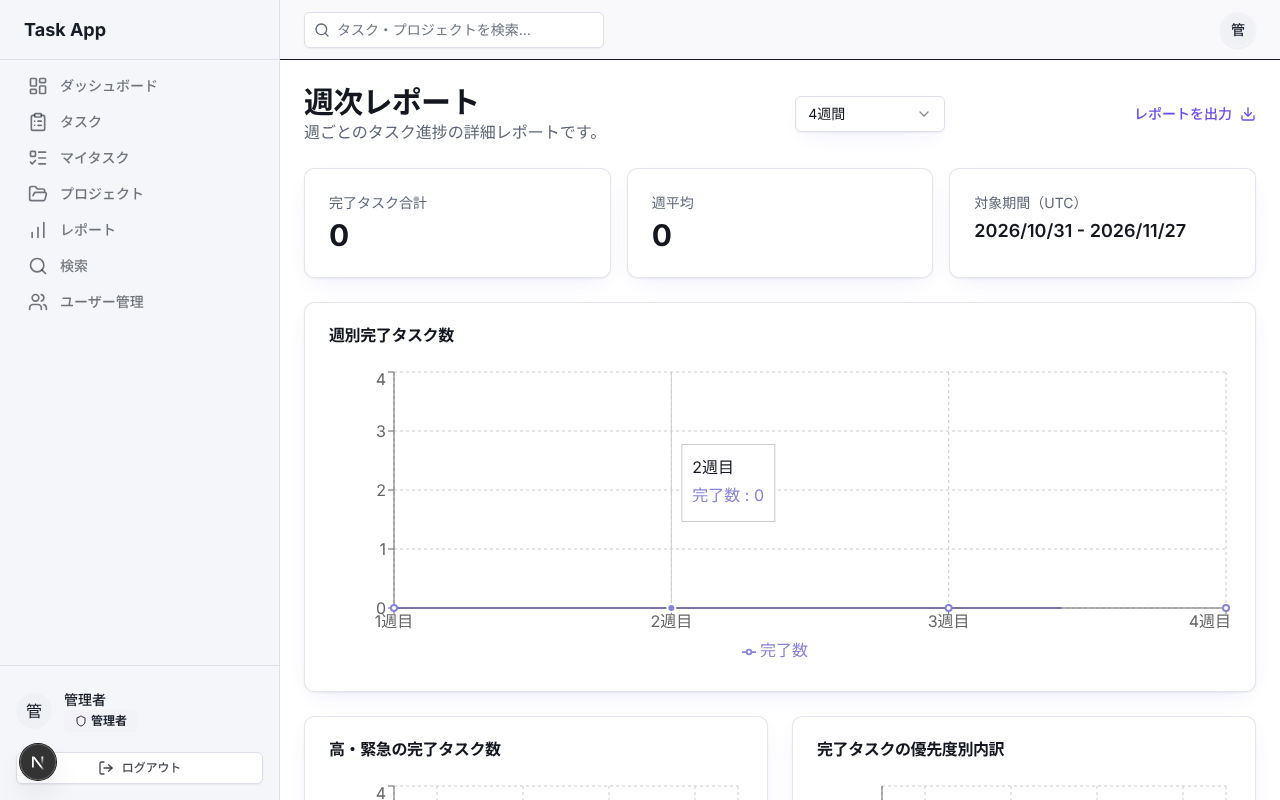 Task App
タスク・プロジェクトを検索...
管
ダッシュボード
タスク
マイタスク
プロジェクト
レポート
検索
ユーザー管理
週次レポート
週ごとのタスク進捗の詳細レポートです。
4週間
レポートを出力
完了タスク合計
0
週平均
0
対象期間（UTC）
2026/10/31 - 2026/11/27
週別完了タスク数
4
3
2
1
0
2週目
完了数 : 0
1週目
2週目
3週目
4週目
完了数
高・緊急の完了タスク数
4
完了タスクの優先度別内訳
管
管理者
管理者
N
ログアウト